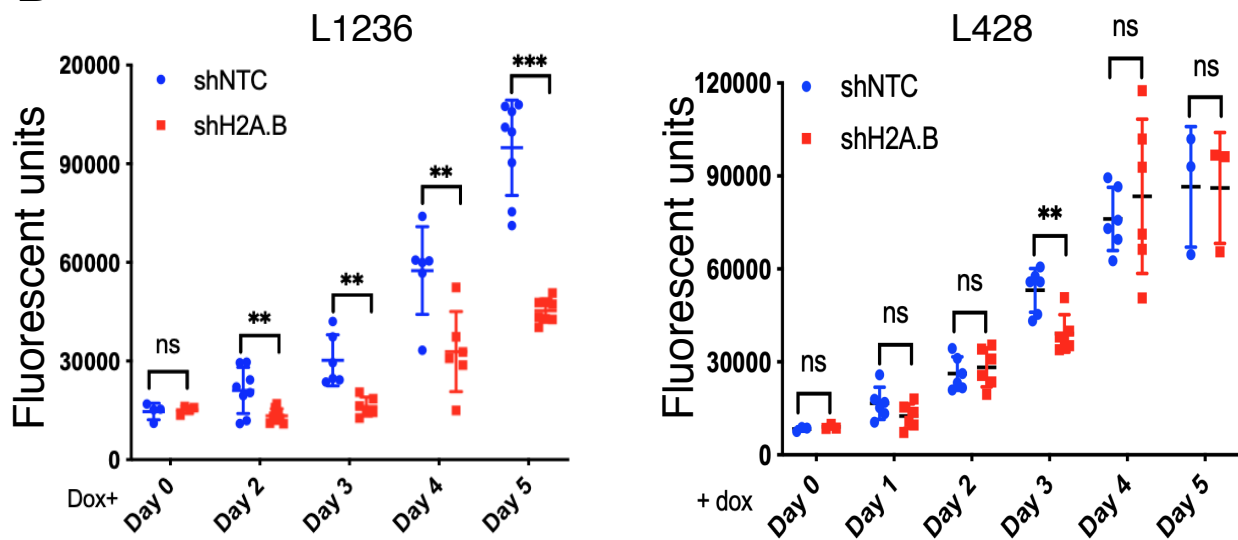 L1236
20000
90000
60000
30000
0
Fluorescent units
shNTC
shH2A.B
ns
**
**
**
***
Dox+
Day 0
Day 2
Day 3
Day 4
Day 5
L428
120000
90000
60000
30000
0
Fluorescent units
shNTC
shH2A.B
ns
ns
ns
**
ns
ns
+ dox
Day 0
Day 1
Day 2
Day 3
Day 4
Day 5